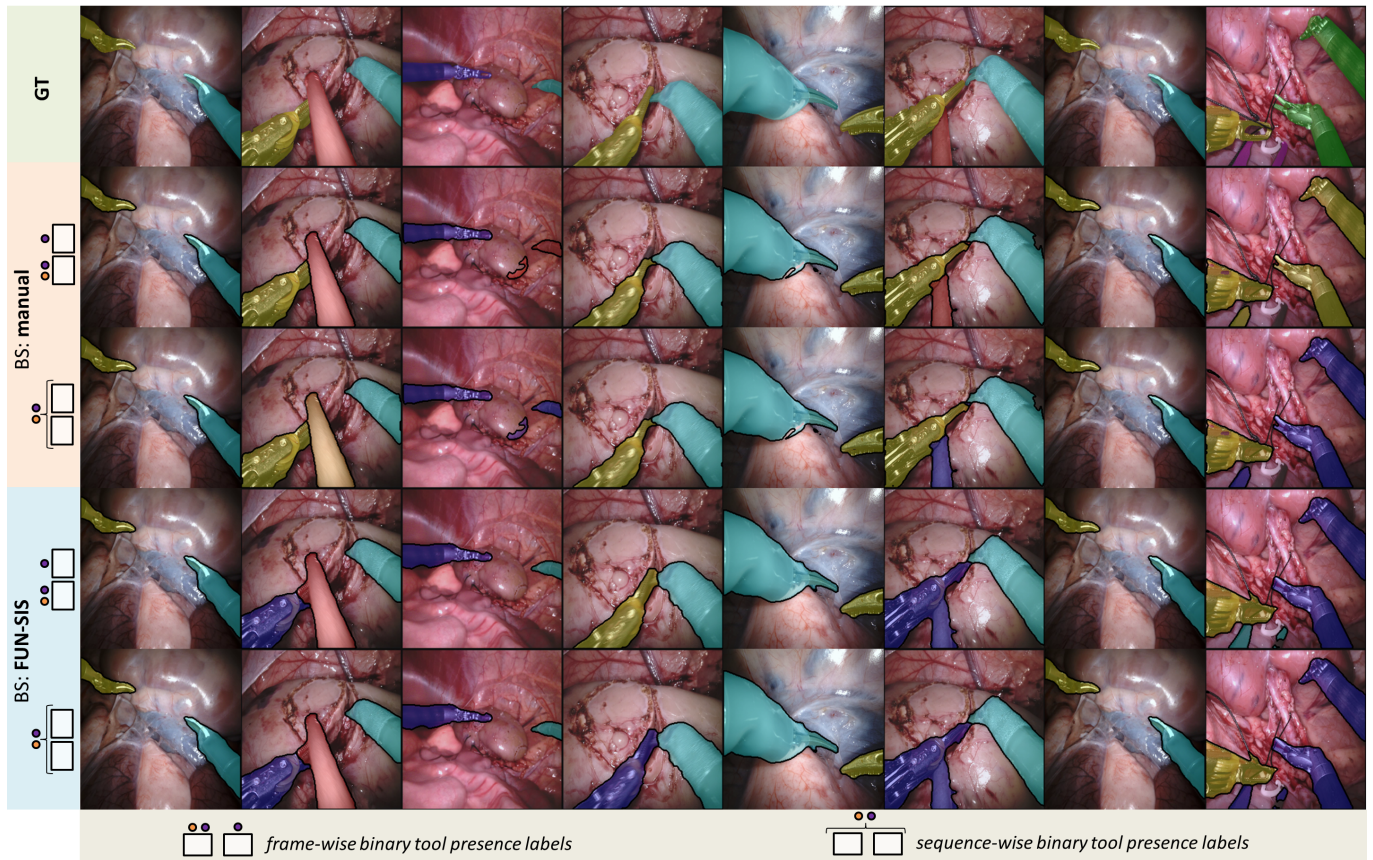 GT
BS: manual
BS: FUN-SIS
frame-wise binary tool presence labels
sequence-wise binary tool presence labels